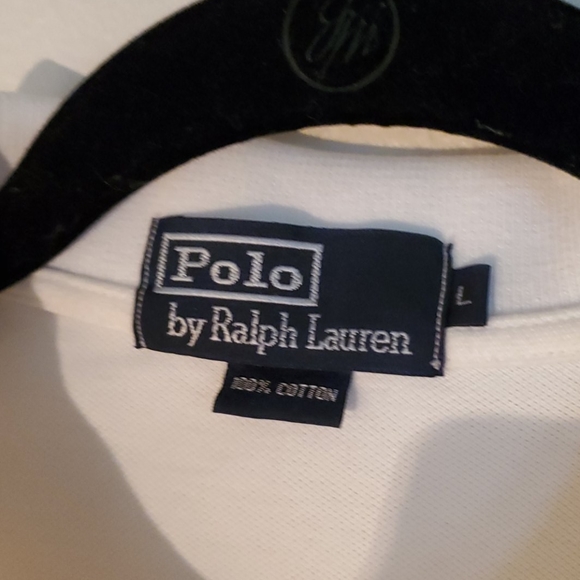 Polo
by Ralph Lauren
L
100% COTTON